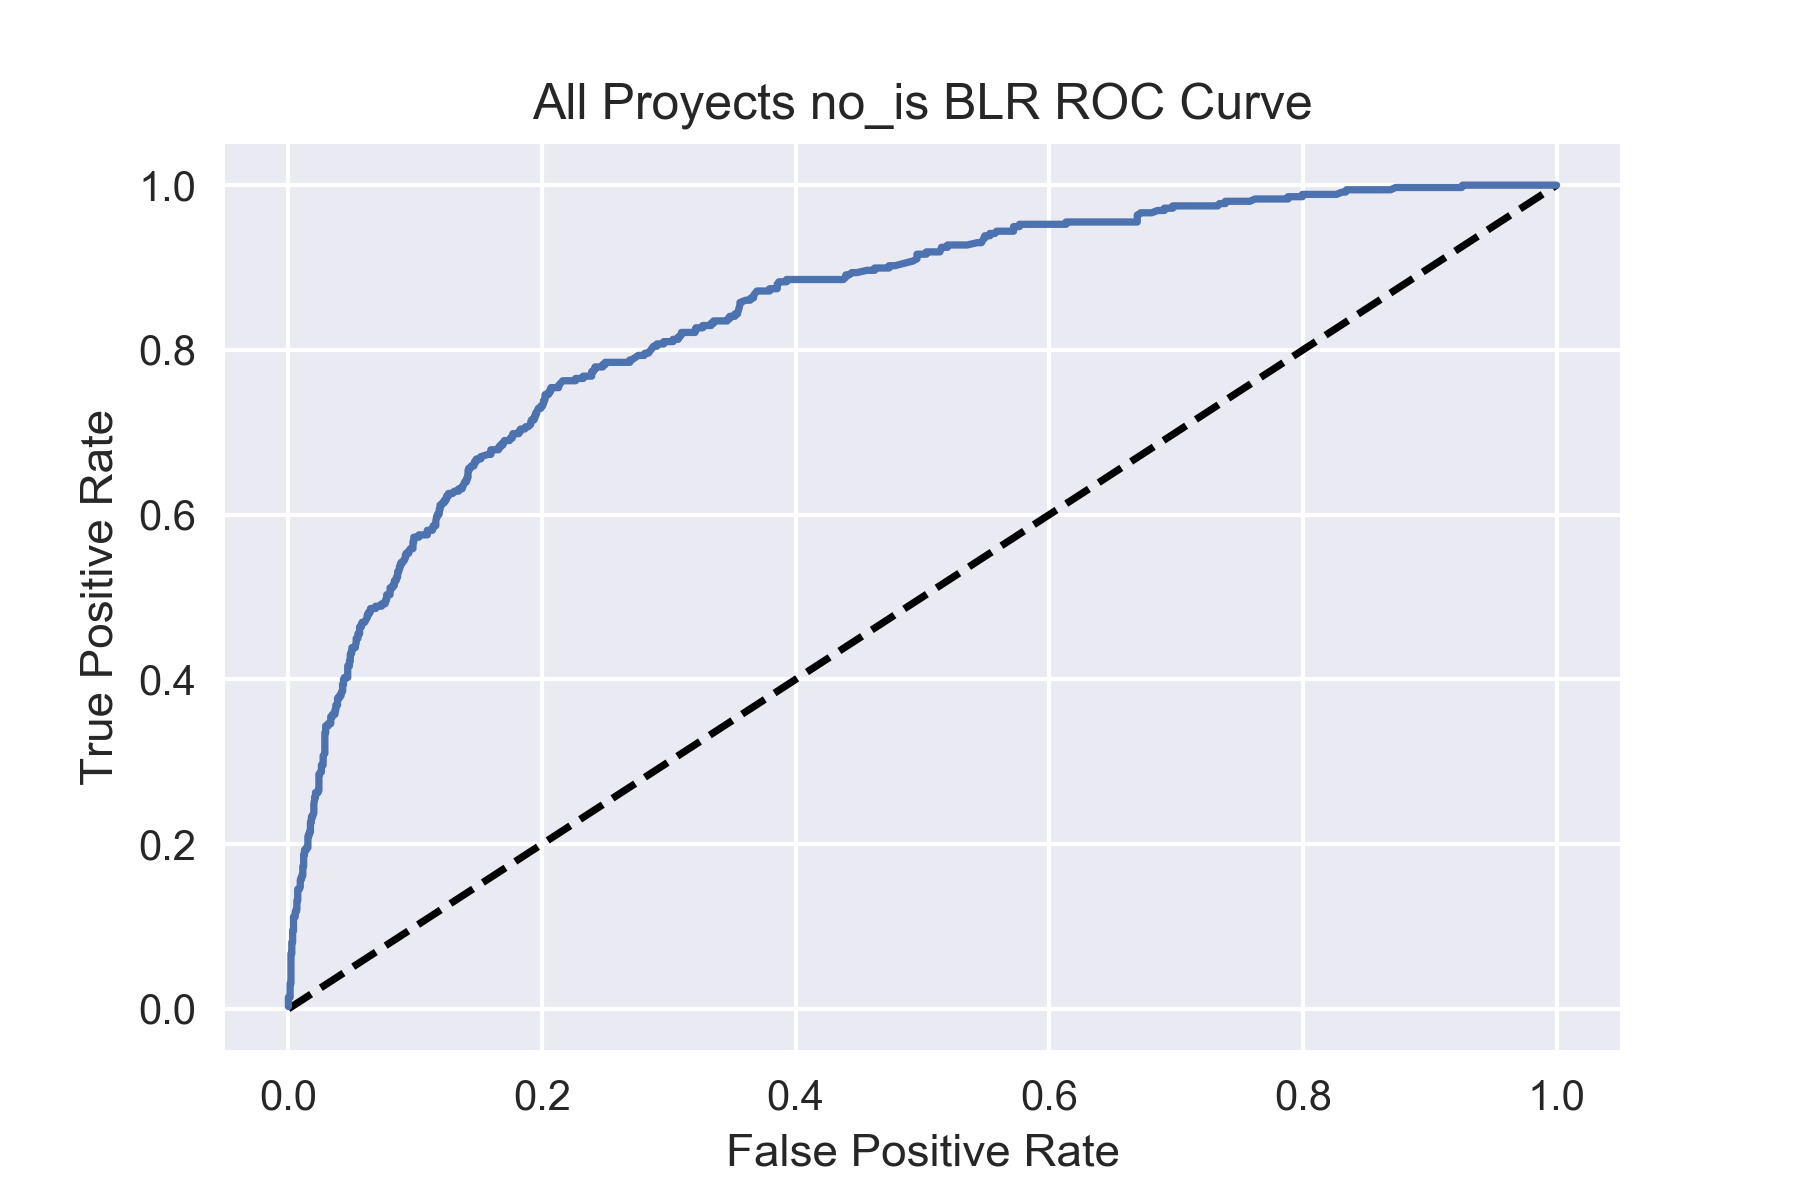 All Proyects no_is BLR ROC Curve
1.0
0.8
0.6
0.4
0.2
0.0
True Positive Rate
0.0 0.2 0.4 0.6 0.8 1.0
False Positive Rate